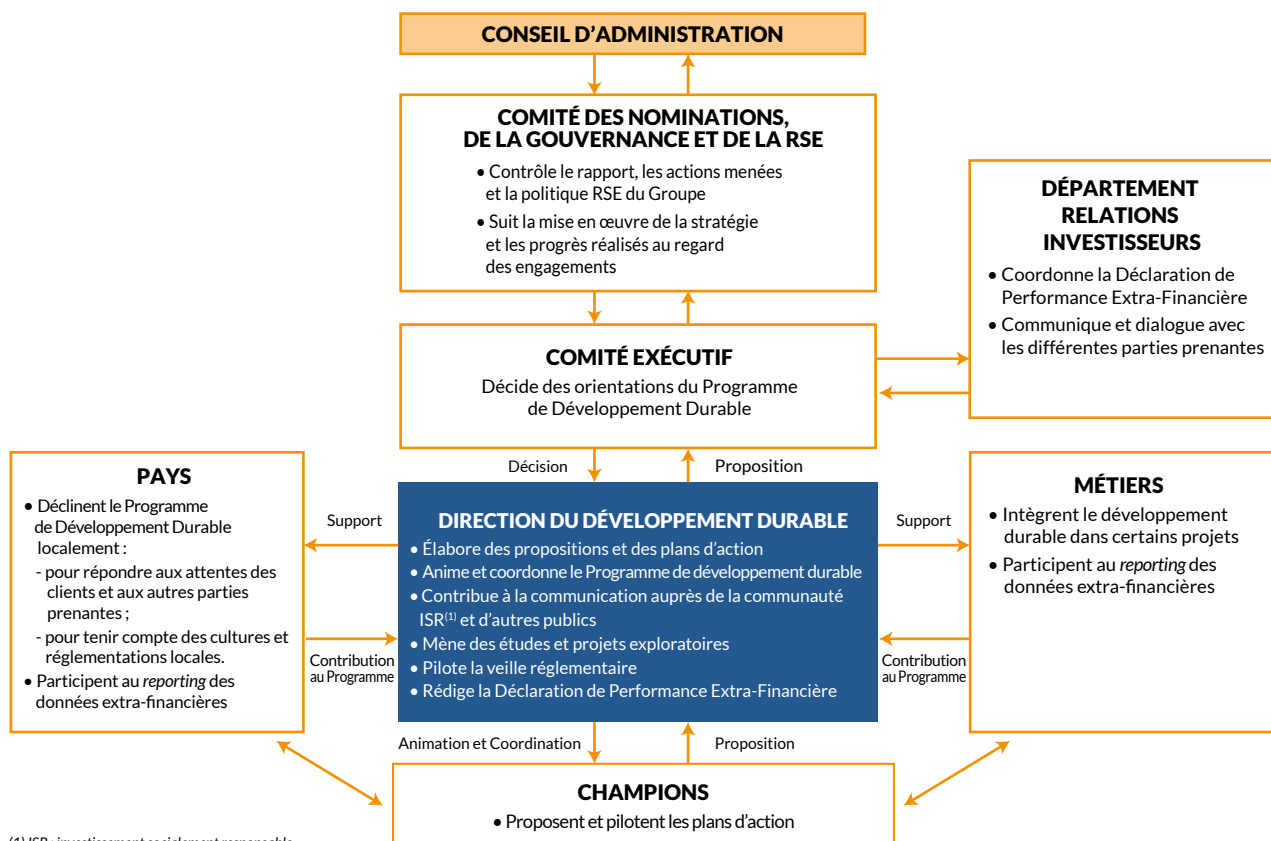 CONSEIL D'ADMINISTRATION
COMITÉ DES NOMINATIONS,
DE LA GOUVERNANCE ET DE LA RSE
• Contrôle le rapport, les actions menées
et la politique RSE du Groupe
• Suit la mise en œuvre de la stratégie
et les progrès réalisés au regard
des engagements
DÉPARTEMENT
RELATIONS
INVESTISSEURS
• Coordonne la Déclaration de
Performance Extra-Financière
• Communique et dialogue avec
les différentes parties prenantes
COMITÉ EXÉCUTIF
Décide des orientations du Programme
de Développement Durable
Décision
Proposition
PAYS
• Déclinent le Programme
de Développement Durable
localement :
- pour répondre aux attentes des
clients et aux autres parties
prenantes ;
- pour tenir compte des cultures et
réglementations locales.
• Participent au reporting des
données extra-financières
Support
Contribution
au Programme
DIRECTION DU DÉVELOPPEMENT DURABLE
• Élabore des propositions et des plans d'action
• Anime et coordonne le Programme de développement durable
• Contribue à la communication auprès de la communauté
ISR(1) et d'autres publics
• Mène des études et projets exploratoires
• Pilote la veille réglementaire
• Rédige la Déclaration de Performance Extra-Financière
Support
Contribution
au Programme
MÉTIERS
• Intègrent le développement
durable dans certains projets
• Participent au reporting des
données extra-financières
Animation et Coordination
Proposition
CHAMPIONS
• Proposent et pilotent les plans d'action
(1) ISR : investissement socialement responsable